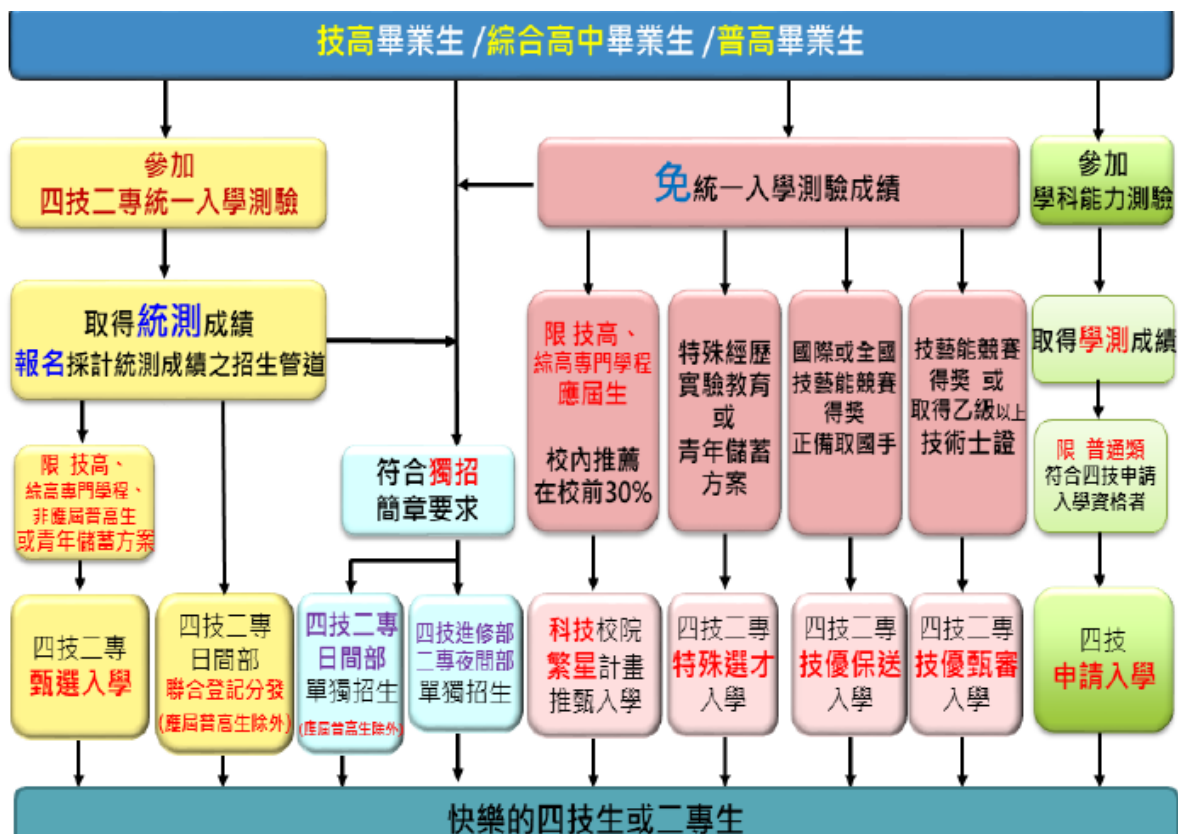 技高畢業生 /綜合高中畢業生 /普高畢業生
參加
四技二專統一入學測驗
免統一入學測驗成績
參加
學科能力測驗
取得統測成績
報名採計統測成績之招生管道
限 技高、
綜高專門學程
應屆生
校內推薦
在校前30%
特殊經歷
實驗教育
或
青年儲蓄
方案
國際或全國
技藝能競賽
得獎
正備取國手
技藝能競賽
得獎 或
取得乙級以上
技術士證
取得學測成績
限 技高、
綜高專門學程、
非應屆普高生
或青年儲蓄方案
符合獨招
簡章要求
限 普通類
符合四技申請
入學資格者
四技二專
甄選入學
四技二專
日間部
聯合登記分發
(應屆普高生除外)
四技二專
日間部
單獨招生
(應屆普高生除外)
四技進修部
二專夜間部
單獨招生
科技校院
繁星計畫
推甄入學
四技二專
特殊選才
入學
四技二專
技優保送
入學
四技二專
技優甄審
入學
四技
申請入學
快樂的四技生或二專生